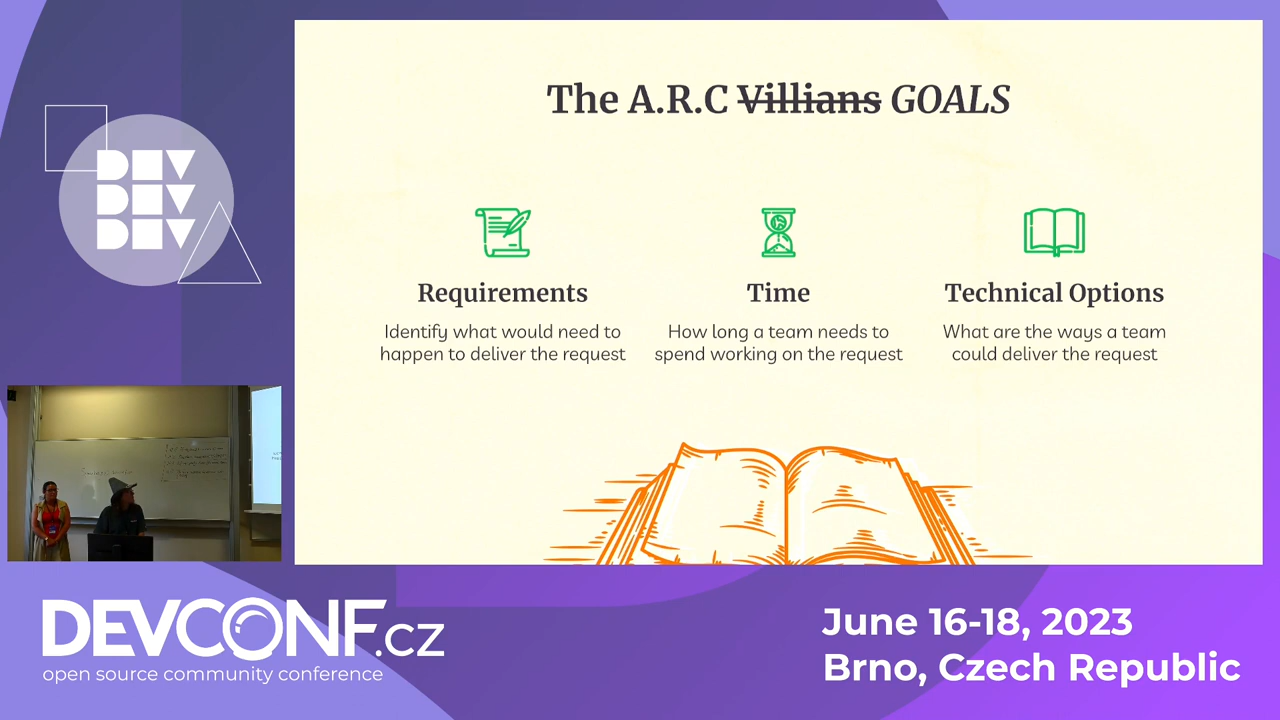 DEV
DEV
DEV
The A.R.C Villians GOALS
Requirements
Identify what would need to
happen to deliver the request
Time
How long a team needs to
spend working on the request
Technical Options
What are the ways a team
could deliver the request
DEVCONF.CZ
open source community conference
June 16-18, 2023
Brno, Czech Republic